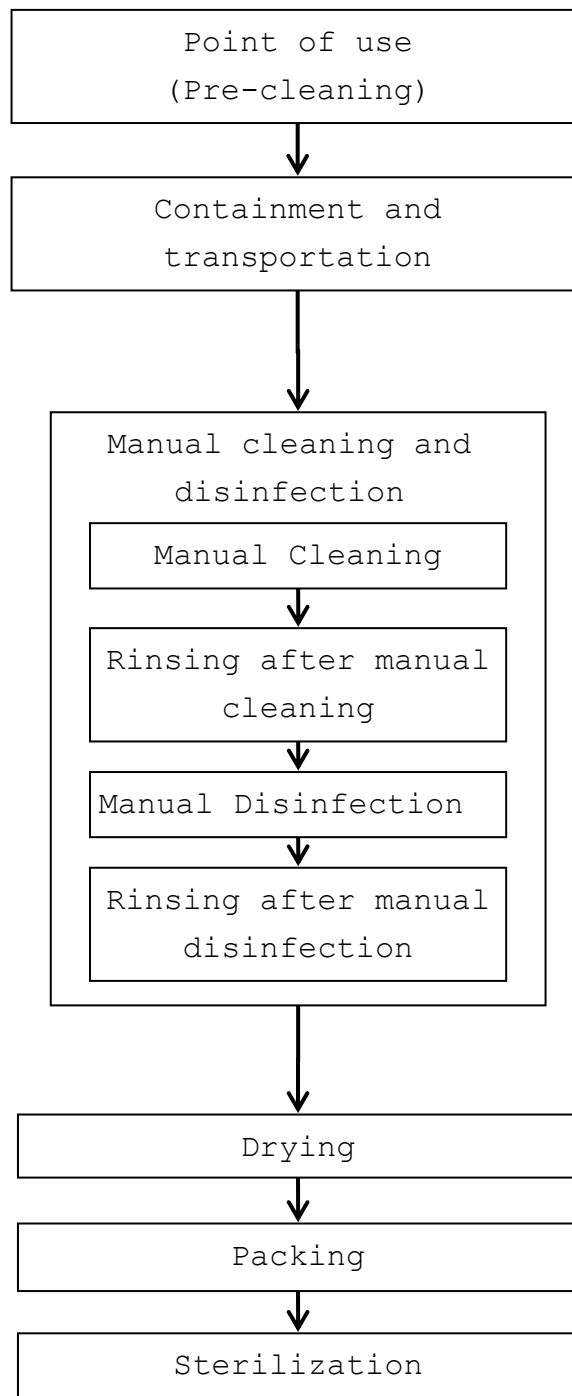 Point of use
(Pre-cleaning)
Containment and
transportation
Manual cleaning and
disinfection
Manual Cleaning
Rinsing after manual
cleaning
Manual Disinfection
Rinsing after manual
disinfection
Drying
Packing
Sterilization